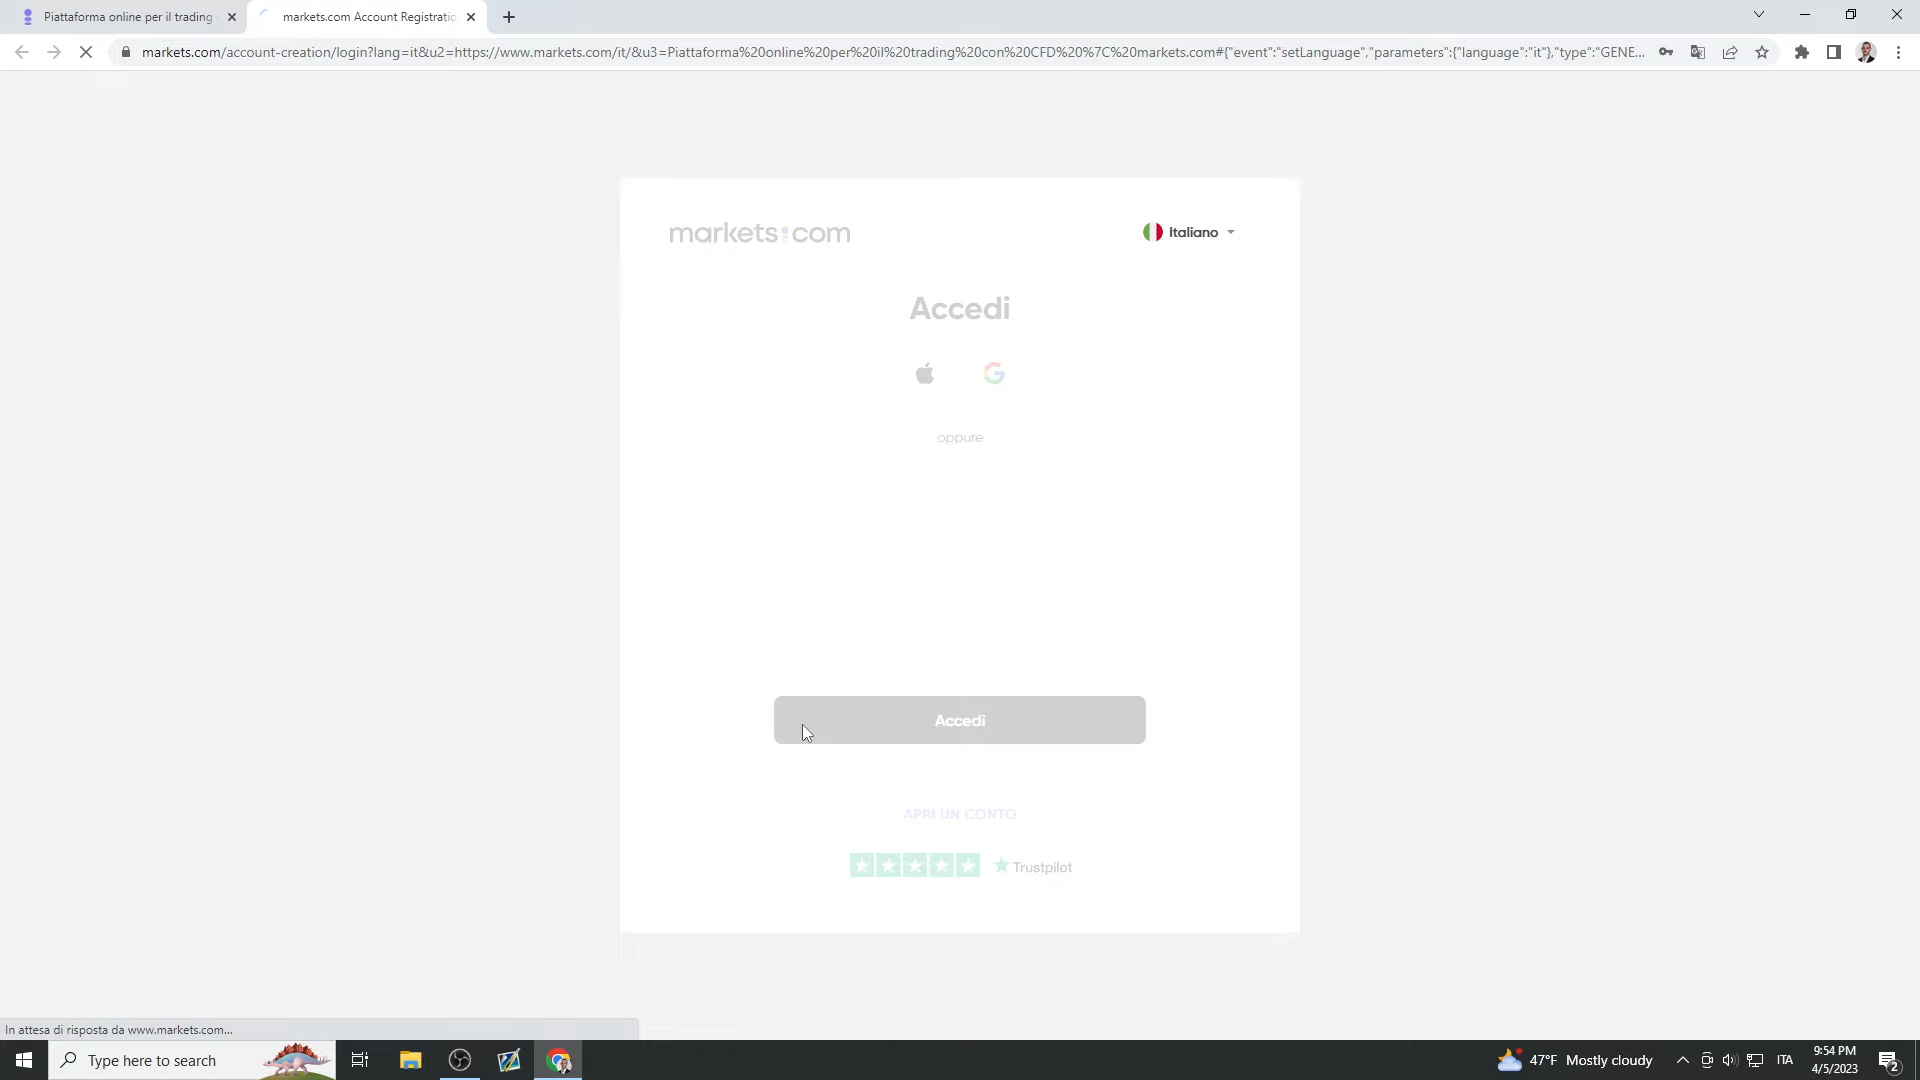 Piattaforma online per il trading
markets.com Account Registratio
markets.com/account-creation/login?lang=it&u2=https://www.markets.com/it/&u3=Piattaforma%20online%20per%20il%20trading%20con%20CFD%20%7C%20markets.com#{"event":"setLanguage","parameters":{"language":"it"},"type":"GENE...
markets:com
Italiano
Accedi
oppure
Accedi
APRI UN CONTO
Trustpilot
In attesa di risposta da www.markets.com...
Type here to search
47°F Mostly cloudy
ITA
9:54 PM
4/5/2023
2